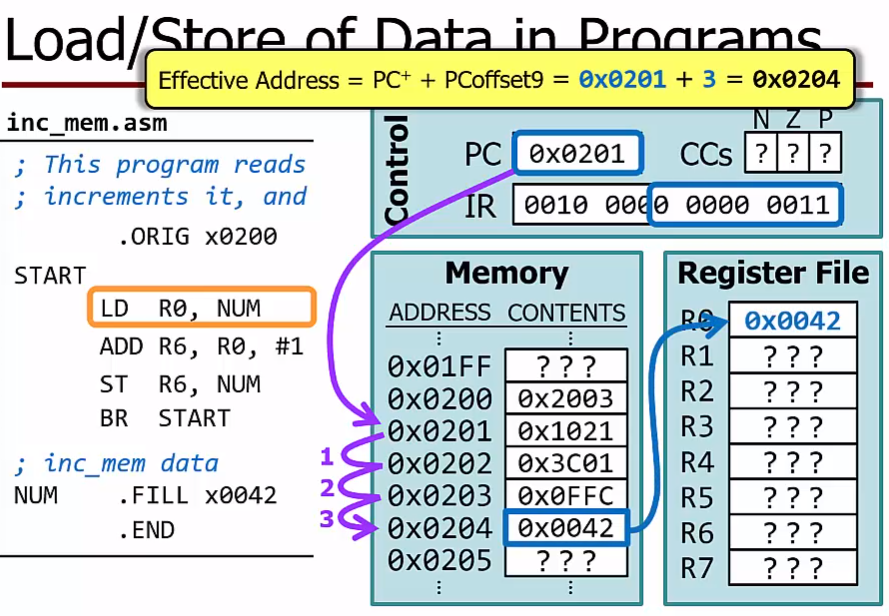 Load/Store of Data in Programs
Effective Address = PC⁺ + PCoffset9 = 0x0201 + 3 = 0x0204
inc_mem.asm
; This program reads
; increments it, and
.ORIG x0200
START
LD R0, NUM
ADD R6, R0, #1
ST R6, NUM
BR START
; inc_mem data
NUM .FILL x0042
.END
Control
N Z P
PC 0x0201 CCs ? ? ?
IR 0010 0000 0000 0011
Memory
ADDRESS CONTENTS
⋮ ⋮
0x01FF ???
0x0200 0x2003
0x0201 0x1021
0x0202 0x3C01
0x0203 0x0FFC
0x0204 0x0042
0x0205 ???
⋮ ⋮
1
2
3
Register File
R0 0x0042
R1 ???
R2 ???
R3 ???
R4 ???
R5 ???
R6 ???
R7 ???